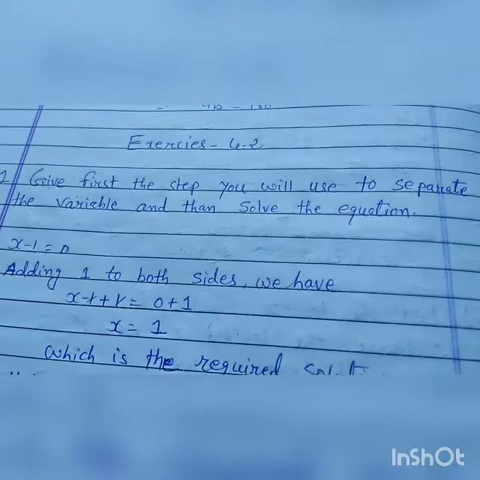 Exercies - 4.2
1 Give first the step you will use to separate
the variable and than solve the equation.
x-1=0
Adding 1 to both sides, we have
x-1+1= 0+1
x= 1
Which is the required
InShOt